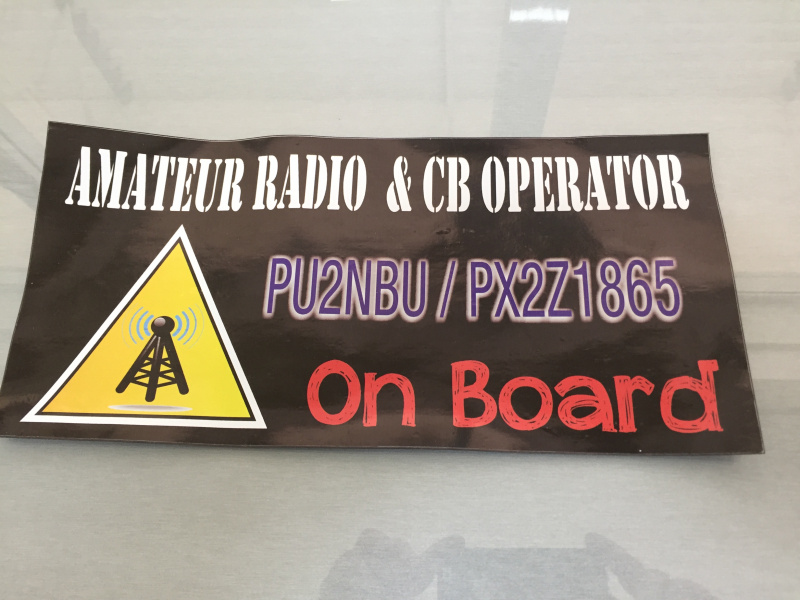 AMATEUR RADIO & CB OPERATOR
PU2NBU / PX2Z1865
On Board